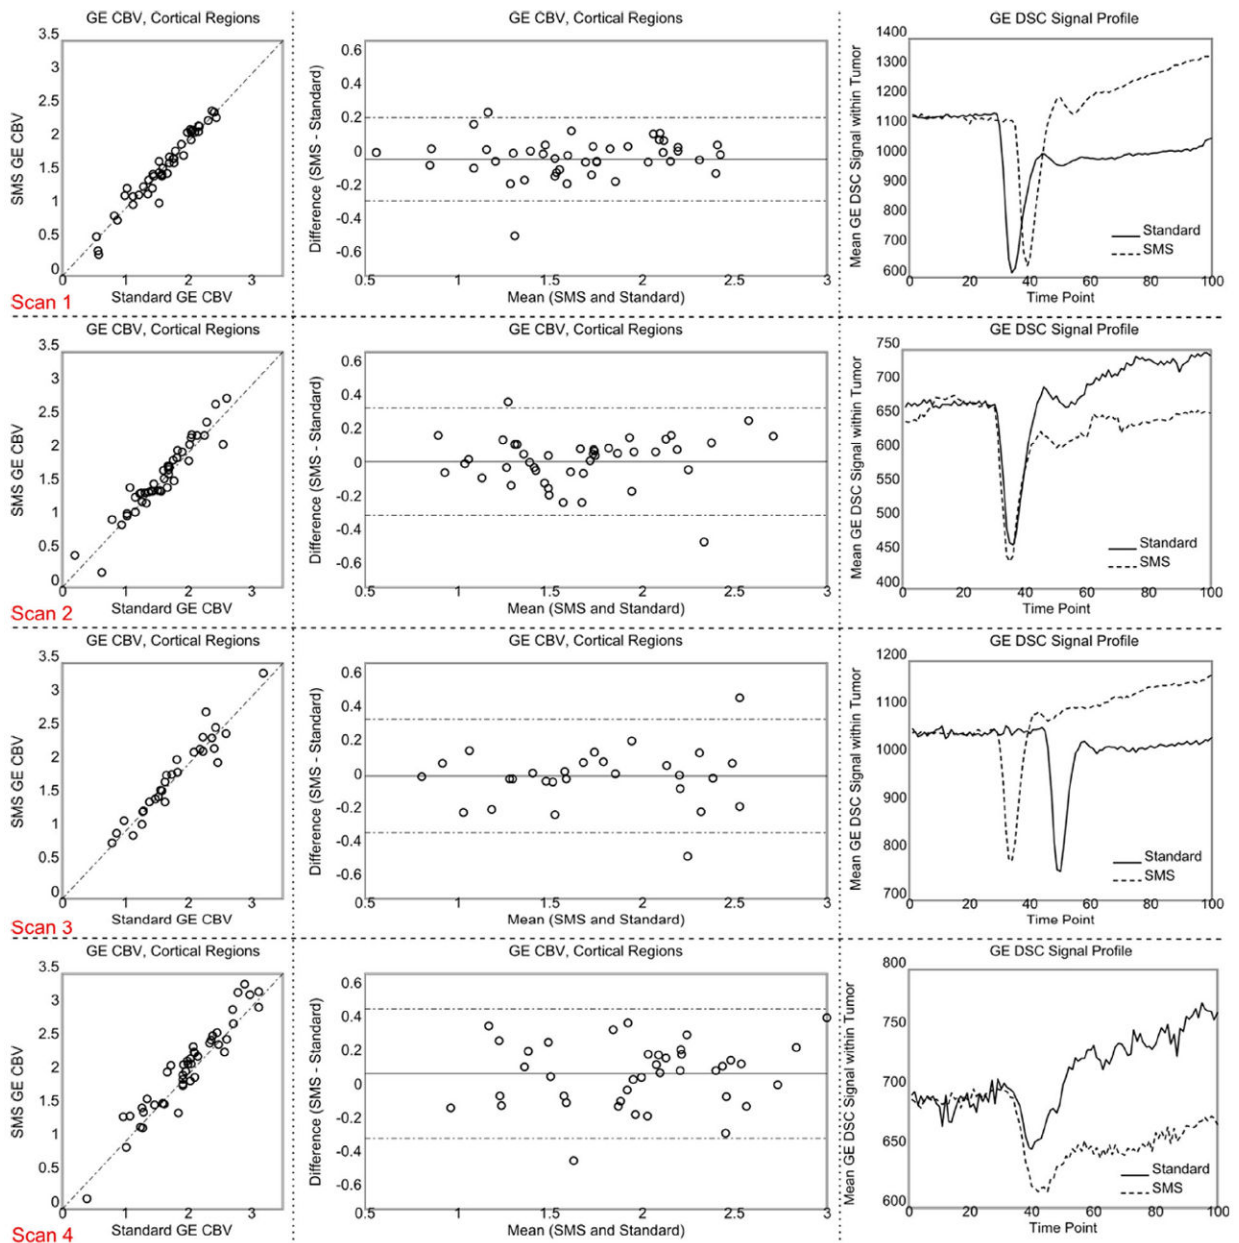 GE CBV, Cortical Regions
SMS GE CBV
3.5
3
2.5
2
1.5
1
0.5
0
0 1 2 3
Standard GE CBV
Scan 1
GE CBV, Cortical Regions
Difference (SMS - Standard)
0.6
0.4
0.2
0
-0.2
-0.4
-0.6
0.5 1 1.5 2 2.5 3
Mean (SMS and Standard)
GE DSC Signal Profile
Mean GE DSC Signal within Tumor
1400
1300
1200
1100
1000
900
800
700
600
Standard
SMS
0 20 40 60 80 100
Time Point
GE CBV, Cortical Regions
SMS GE CBV
3.5
3
2.5
2
1.5
1
0.5
0
0 1 2 3
Standard GE CBV
Scan 2
GE CBV, Cortical Regions
Difference (SMS - Standard)
0.6
0.4
0.2
0
-0.2
-0.4
-0.6
0.5 1 1.5 2 2.5 3
Mean (SMS and Standard)
GE DSC Signal Profile
Mean GE DSC Signal within Tumor
750
700
650
600
550
500
450
400
Standard
SMS
0 20 40 60 80 100
Time Point
GE CBV, Cortical Regions
SMS GE CBV
3.5
3
2.5
2
1.5
1
0.5
0
0 1 2 3
Standard GE CBV
Scan 3
GE CBV, Cortical Regions
Difference (SMS - Standard)
0.6
0.4
0.2
0
-0.2
-0.4
-0.6
0.5 1 1.5 2 2.5 3
Mean (SMS and Standard)
GE DSC Signal Profile
Mean GE DSC Signal within Tumor
1200
1100
1000
900
800
700
Standard
SMS
0 20 40 60 80 100
Time Point
GE CBV, Cortical Regions
SMS GE CBV
3.5
3
2.5
2
1.5
1
0.5
0
0 1 2 3
Standard GE CBV
Scan 4
GE CBV, Cortical Regions
Difference (SMS - Standard)
0.6
0.4
0.2
0
-0.2
-0.4
-0.6
0.5 1 1.5 2 2.5 3
Mean (SMS and Standard)
GE DSC Signal Profile
Mean GE DSC Signal within Tumor
800
750
700
650
600
Standard
SMS
0 20 40 60 80 100
Time Point